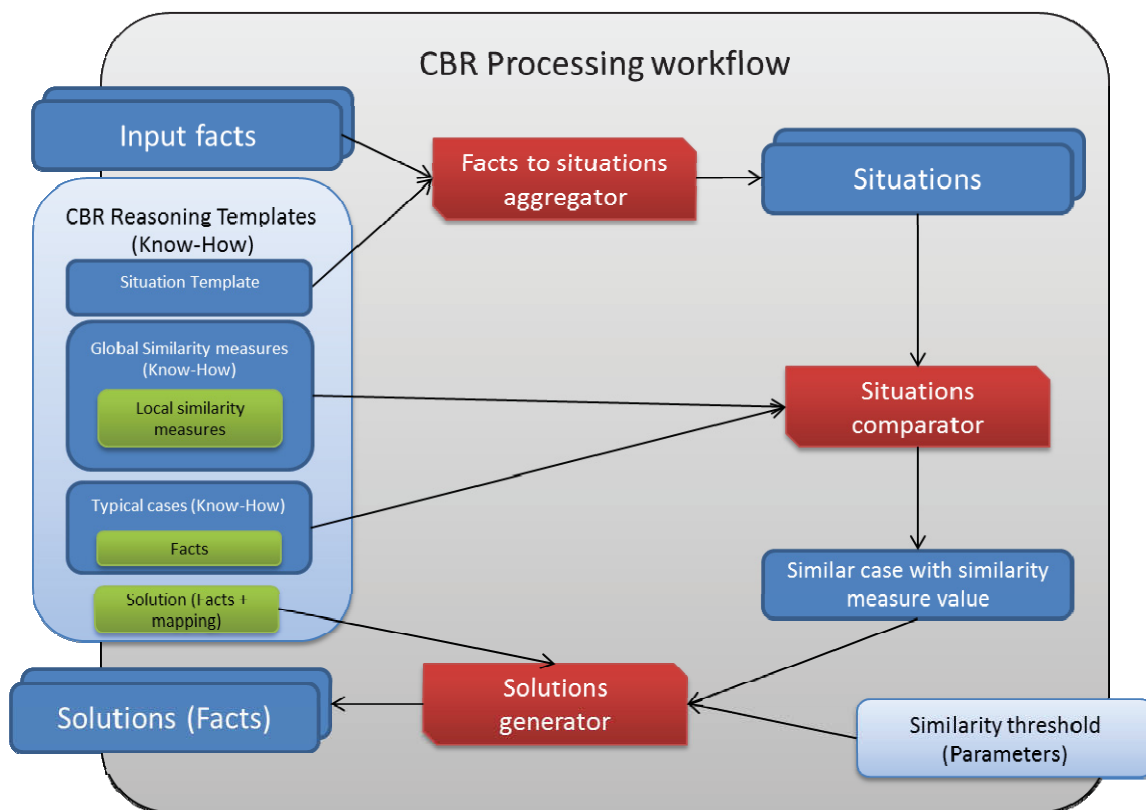 CBR Processing workflow
Input facts
Facts to situations
aggregator
Situations
CBR Reasoning Templates
(Know-How)
Situation Template
Global Similarity measures
(Know-How)
Local similarity
measures
Situations
comparator
Typical cases (Know-How)
Facts
Solution (Facts +
mapping)
Similar case with similarity
measure value
Solutions (Facts)
Solutions
generator
Similarity threshold
(Parameters)